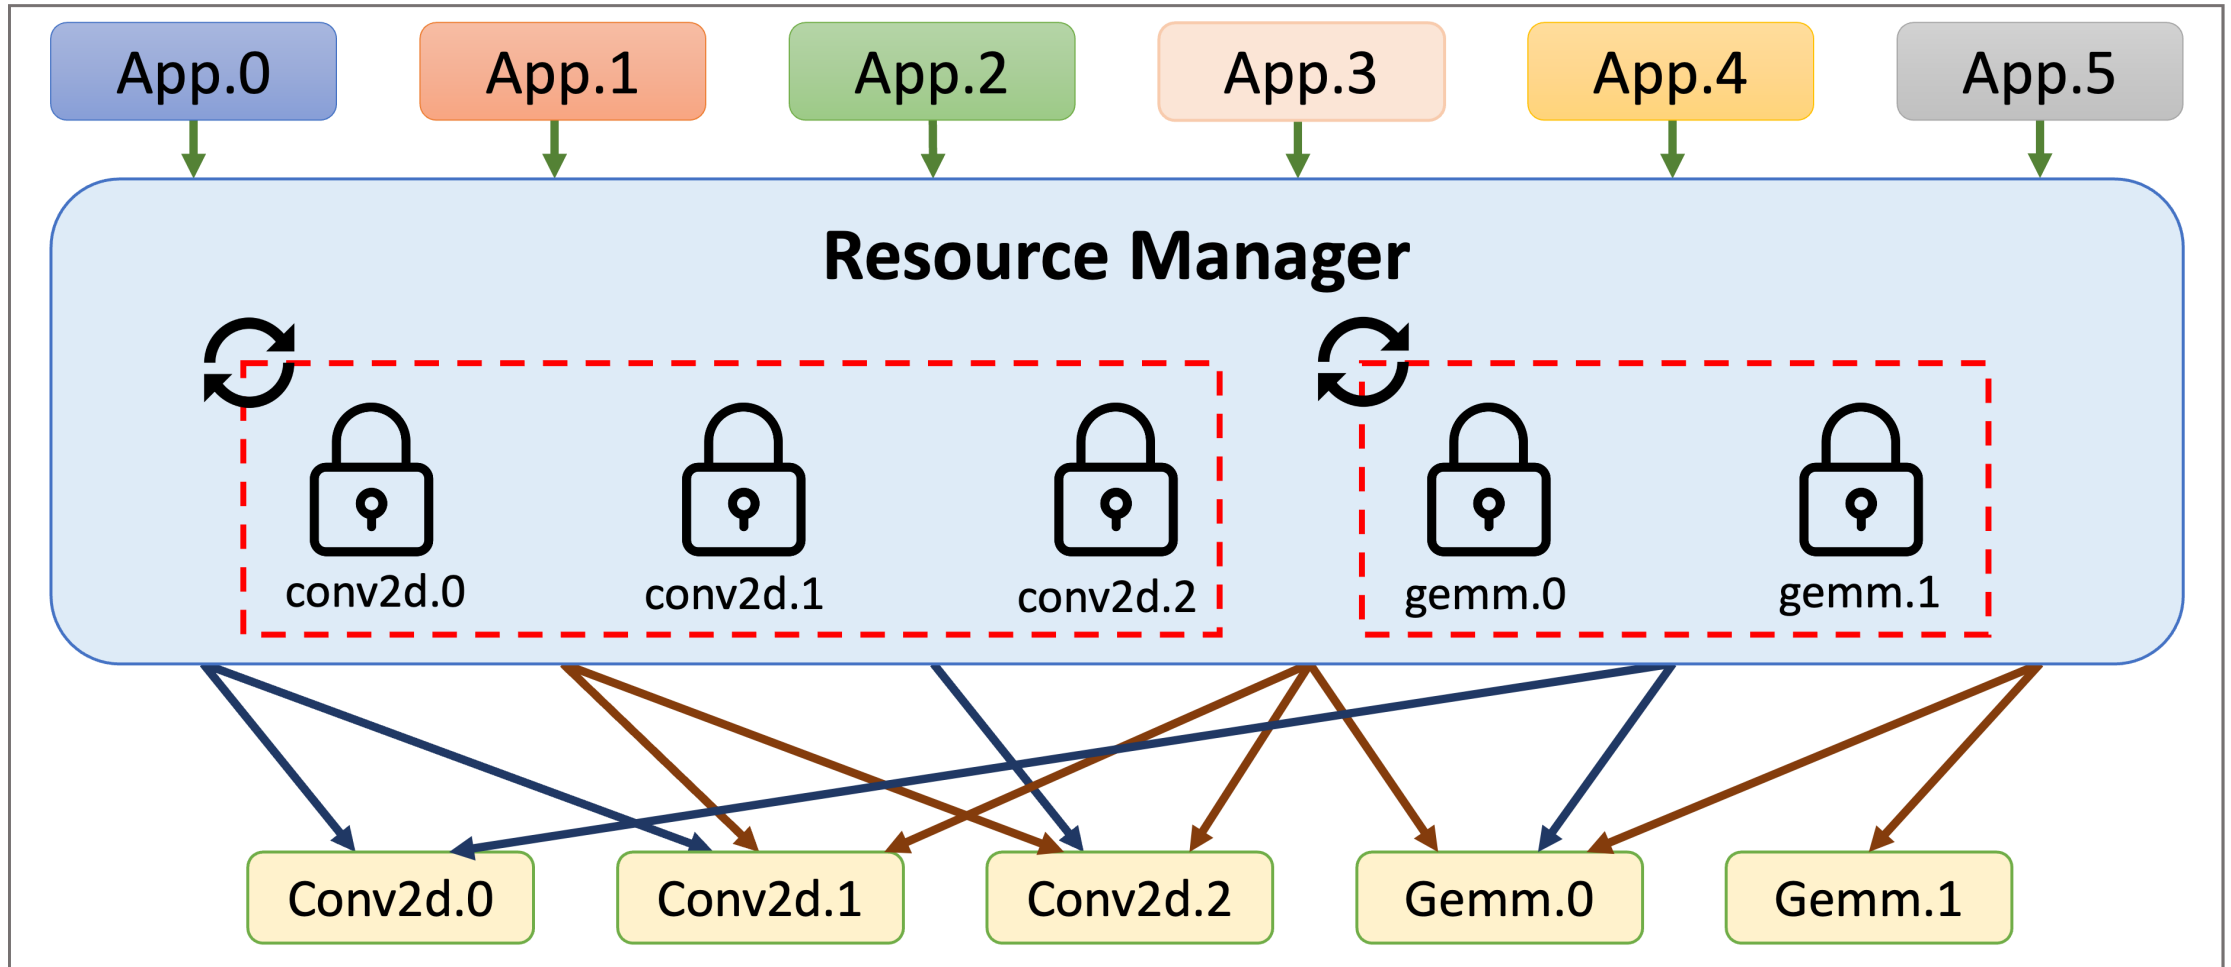 App.0 App.1 App.2 App.3 App.4 App.5
Resource Manager
conv2d.0 conv2d.1 conv2d.2 gemm.0 gemm.1
Conv2d.0 Conv2d.1 Conv2d.2 Gemm.0 Gemm.1